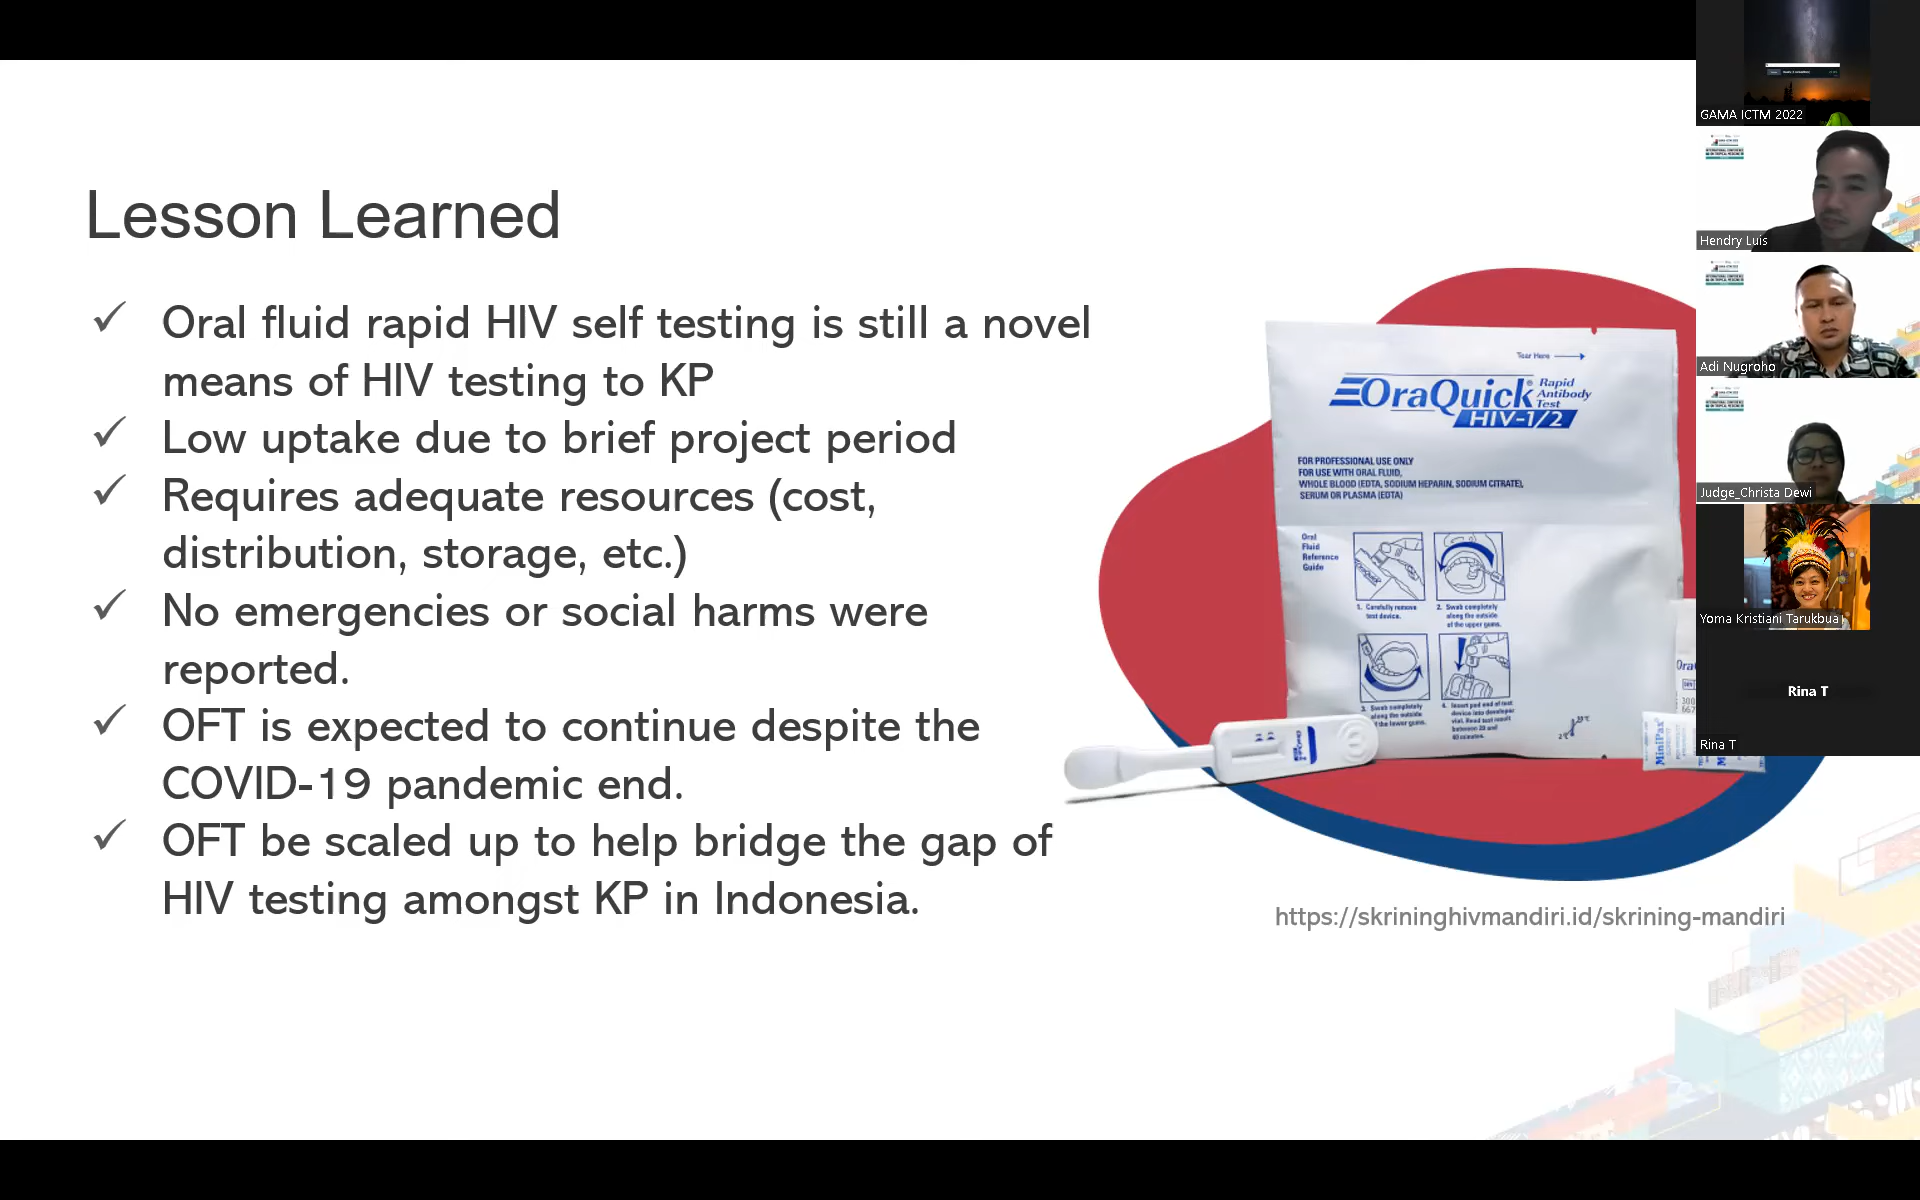 Lesson Learned
✓ Oral fluid rapid HIV self testing is still a novel
means of HIV testing to KP
✓ Low uptake due to brief project period
✓ Requires adequate resources (cost,
distribution, storage, etc.)
✓ No emergencies or social harms were
reported.
✓ OFT is expected to continue despite the
COVID-19 pandemic end.
✓ OFT be scaled up to help bridge the gap of
HIV testing amongst KP in Indonesia.
Tear Here
OraQuick® Rapid
Antibody
Test
HIV-1/2
FOR PROFESSIONAL USE ONLY
FOR USE WITH ORAL FLUID,
WHOLE BLOOD (EDTA, SODIUM HEPARIN, SODIUM CITRATE),
SERUM OR PLASMA (EDTA)
Oral
Fluid
Reference
Guide
1. Carefully remove
test device.
2. Swab completely
along the outside
of the upper gums.
3. Swab completely
along the outside
of the lower gums.
4. Insert pad end of test
device into developer
vial. Read test result
between 20 and
40 minutes.
MiniPax
https://skrininghivmandiri.id/skrining-mandiri
GAMA ICTM 2022
Hendry Luis
Adi Nugroho
Judge_Christa Dewi
Yoma Kristiani Tarukbua
Rina T
Rina T